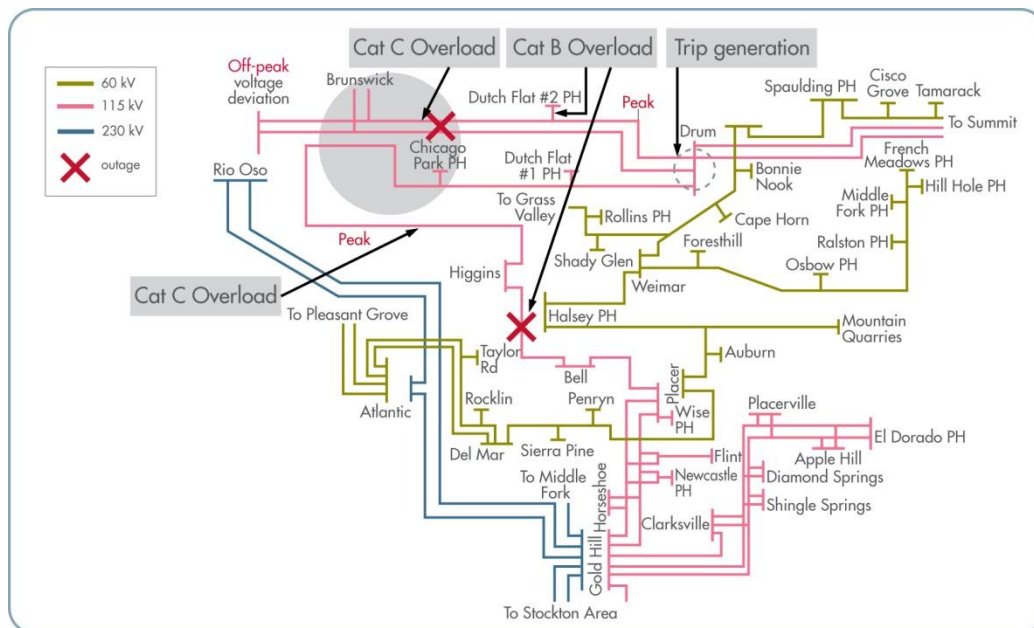 Cat C Overload
Cat B Overload
Trip generation
60 kV
115 kV
230 kV
outage
Off-peak
voltage
deviation
Brunswick
Dutch Flat #2 PH
Peak
Spaulding PH
Cisco
Grove
Tamarack
To Summit
Drum
Chicago
Park PH
Dutch Flat
#1 PH
French
Meadows PH
Hill Hole PH
Bonnie
Nook
Middle
Fork PH
Rio Oso
To Grass
Valley
Rollins PH
Cape Horn
Peak
Shady Glen
Foresthill
Ralston PH
Osbow PH
Higgins
Weimar
Cat C Overload
Halsey PH
To Pleasant Grove
Mountain
Quarries
Taylor
Rd
Auburn
Bell
Placer
Atlantic
Rocklin
Penryn
Wise
PH
Placerville
El Dorado PH
Del Mar
Sierra Pine
Flint
Apple Hill
To Middle
Fork
Newcastle
PH
Diamond Springs
Horseshoe
Shingle Springs
Clarksville
Gold Hill
To Stockton Area